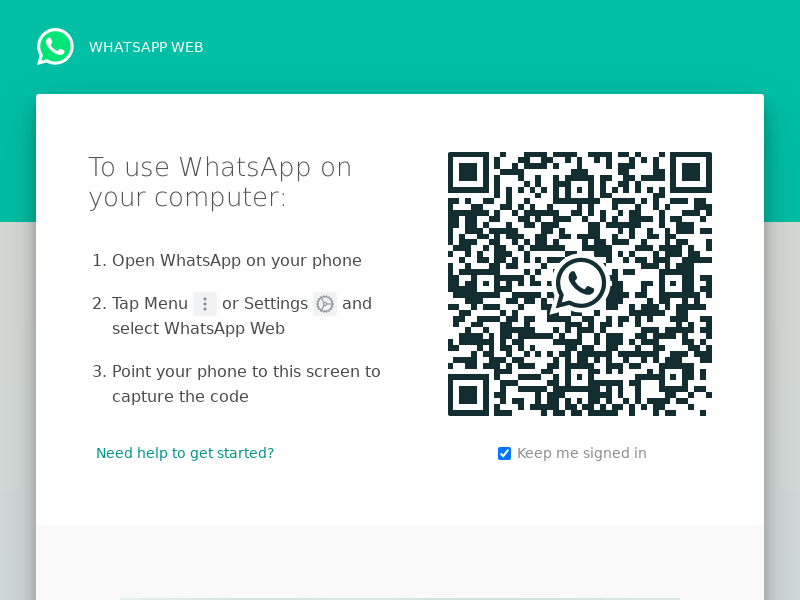 WHATSAPP WEB
To use WhatsApp on
your computer:
1. Open WhatsApp on your phone
2. Tap Menu or Settings and
select WhatsApp Web
3. Point your phone to this screen to
capture the code
Need help to get started?
Keep me signed in